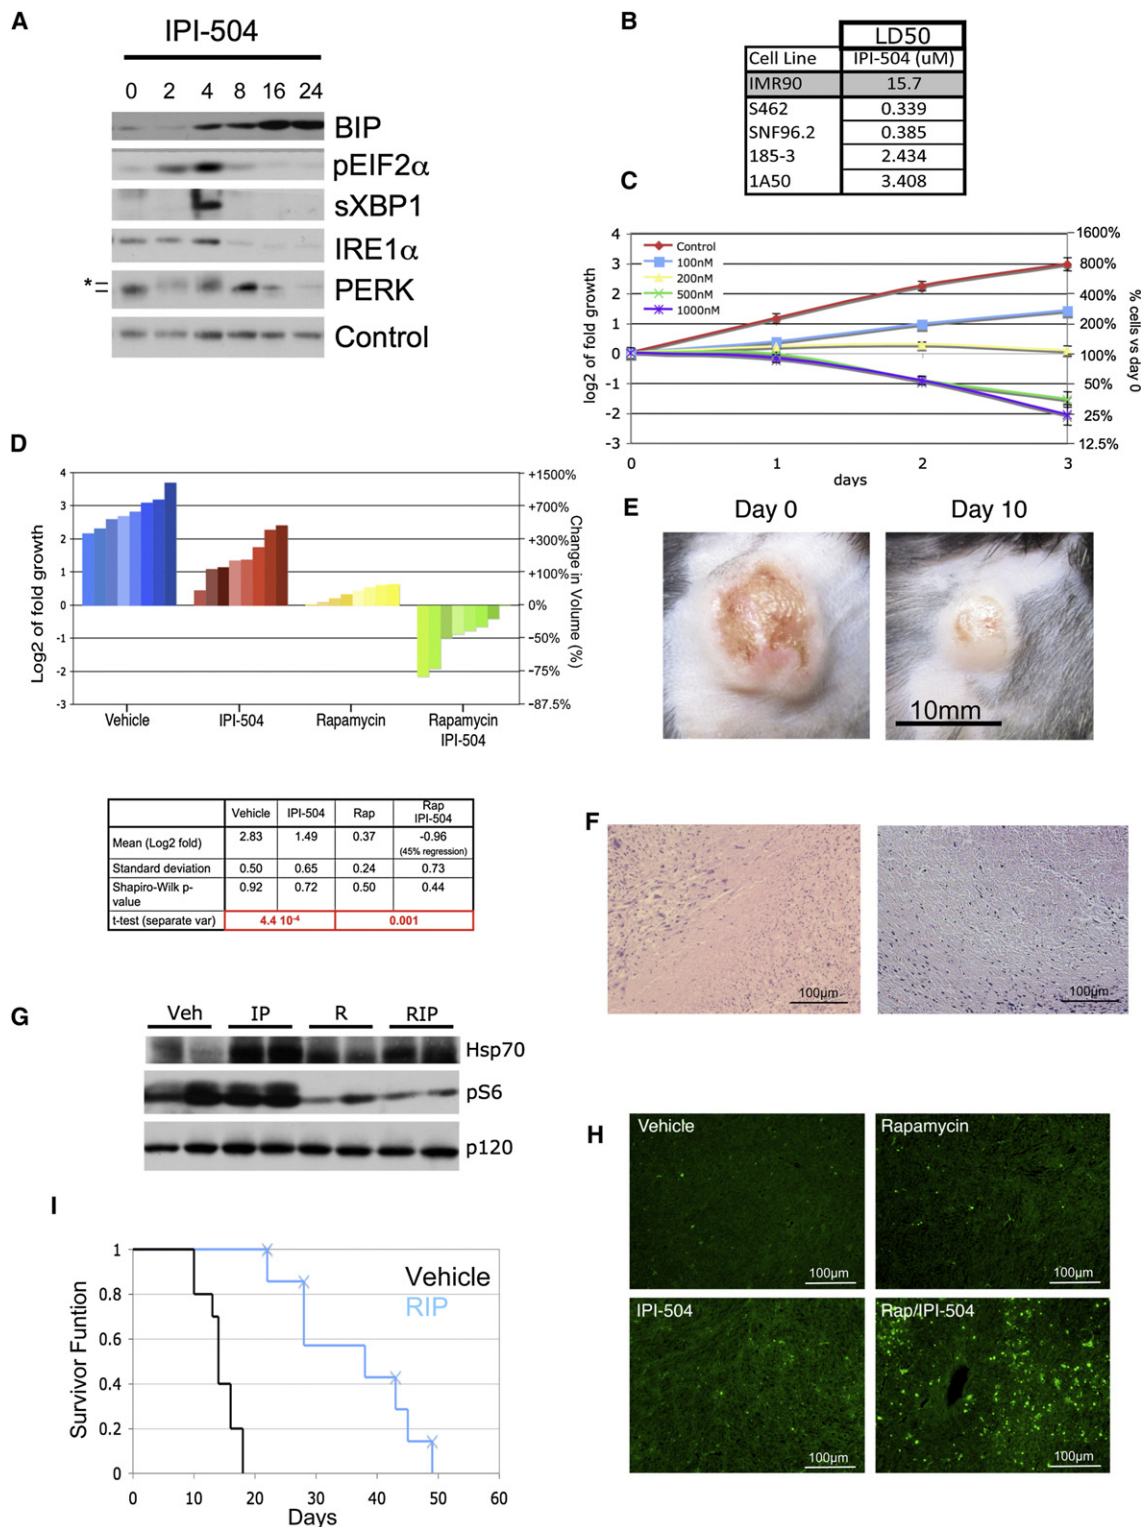 A
IPI-504
0 2 4 8 16 24
BIP
pEIF2α
sXBP1
IRE1α
*
PERK
Control
B
LD50
Cell Line IPI-504 (uM)
IMR90 15.7
S462 0.339
SNF96.2 0.385
185-3 2.434
1A50 3.408
C
log2 of fold growth
4
3
2
1
0
-1
-2
-3
Control
100nM
200nM
500nM
1000nM
1600%
800%
400%
200%
100%
50%
25%
12.5%
% cells vs day 0
0 1 2 3
days
D
Log2 of fold growth
4
3
2
1
0
-1
-2
-3
+1500%
+700%
+300%
+100%
0%
-50%
-75%
-87.5%
Change in Volume (%)
Vehicle IPI-504 Rapamycin Rapamycin
IPI-504
Vehicle IPI-504 Rap Rap
IPI-504
Mean (Log2 fold) 2.83 1.49 0.37 -0.96
(45% regression)
Standard deviation 0.50 0.65 0.24 0.73
Shapiro-Wilk p-
value 0.92 0.72 0.50 0.44
t-test (separate var) 4.4 10⁻⁴ 0.001
E
Day 0 Day 10
10mm
F
100µm 100µm
G
Veh IP R RIP
Hsp70
pS6
p120
H
Vehicle
100µm
Rapamycin
100µm
IPI-504
100µm
Rap/IPI-504
100µm
I
Survivor Funtion
1
0.8
0.6
0.4
0.2
0
Vehicle
RIP
0 10 20 30 40 50 60
Days